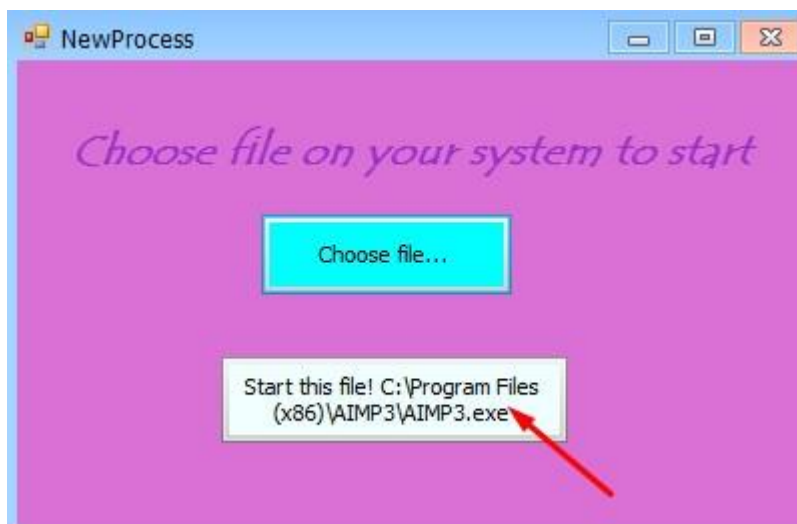 NewProcess
Choose file on your system to start
Choose file...
Start this file! C:\Program Files
(x86)\AIMP3\AIMP3.exe